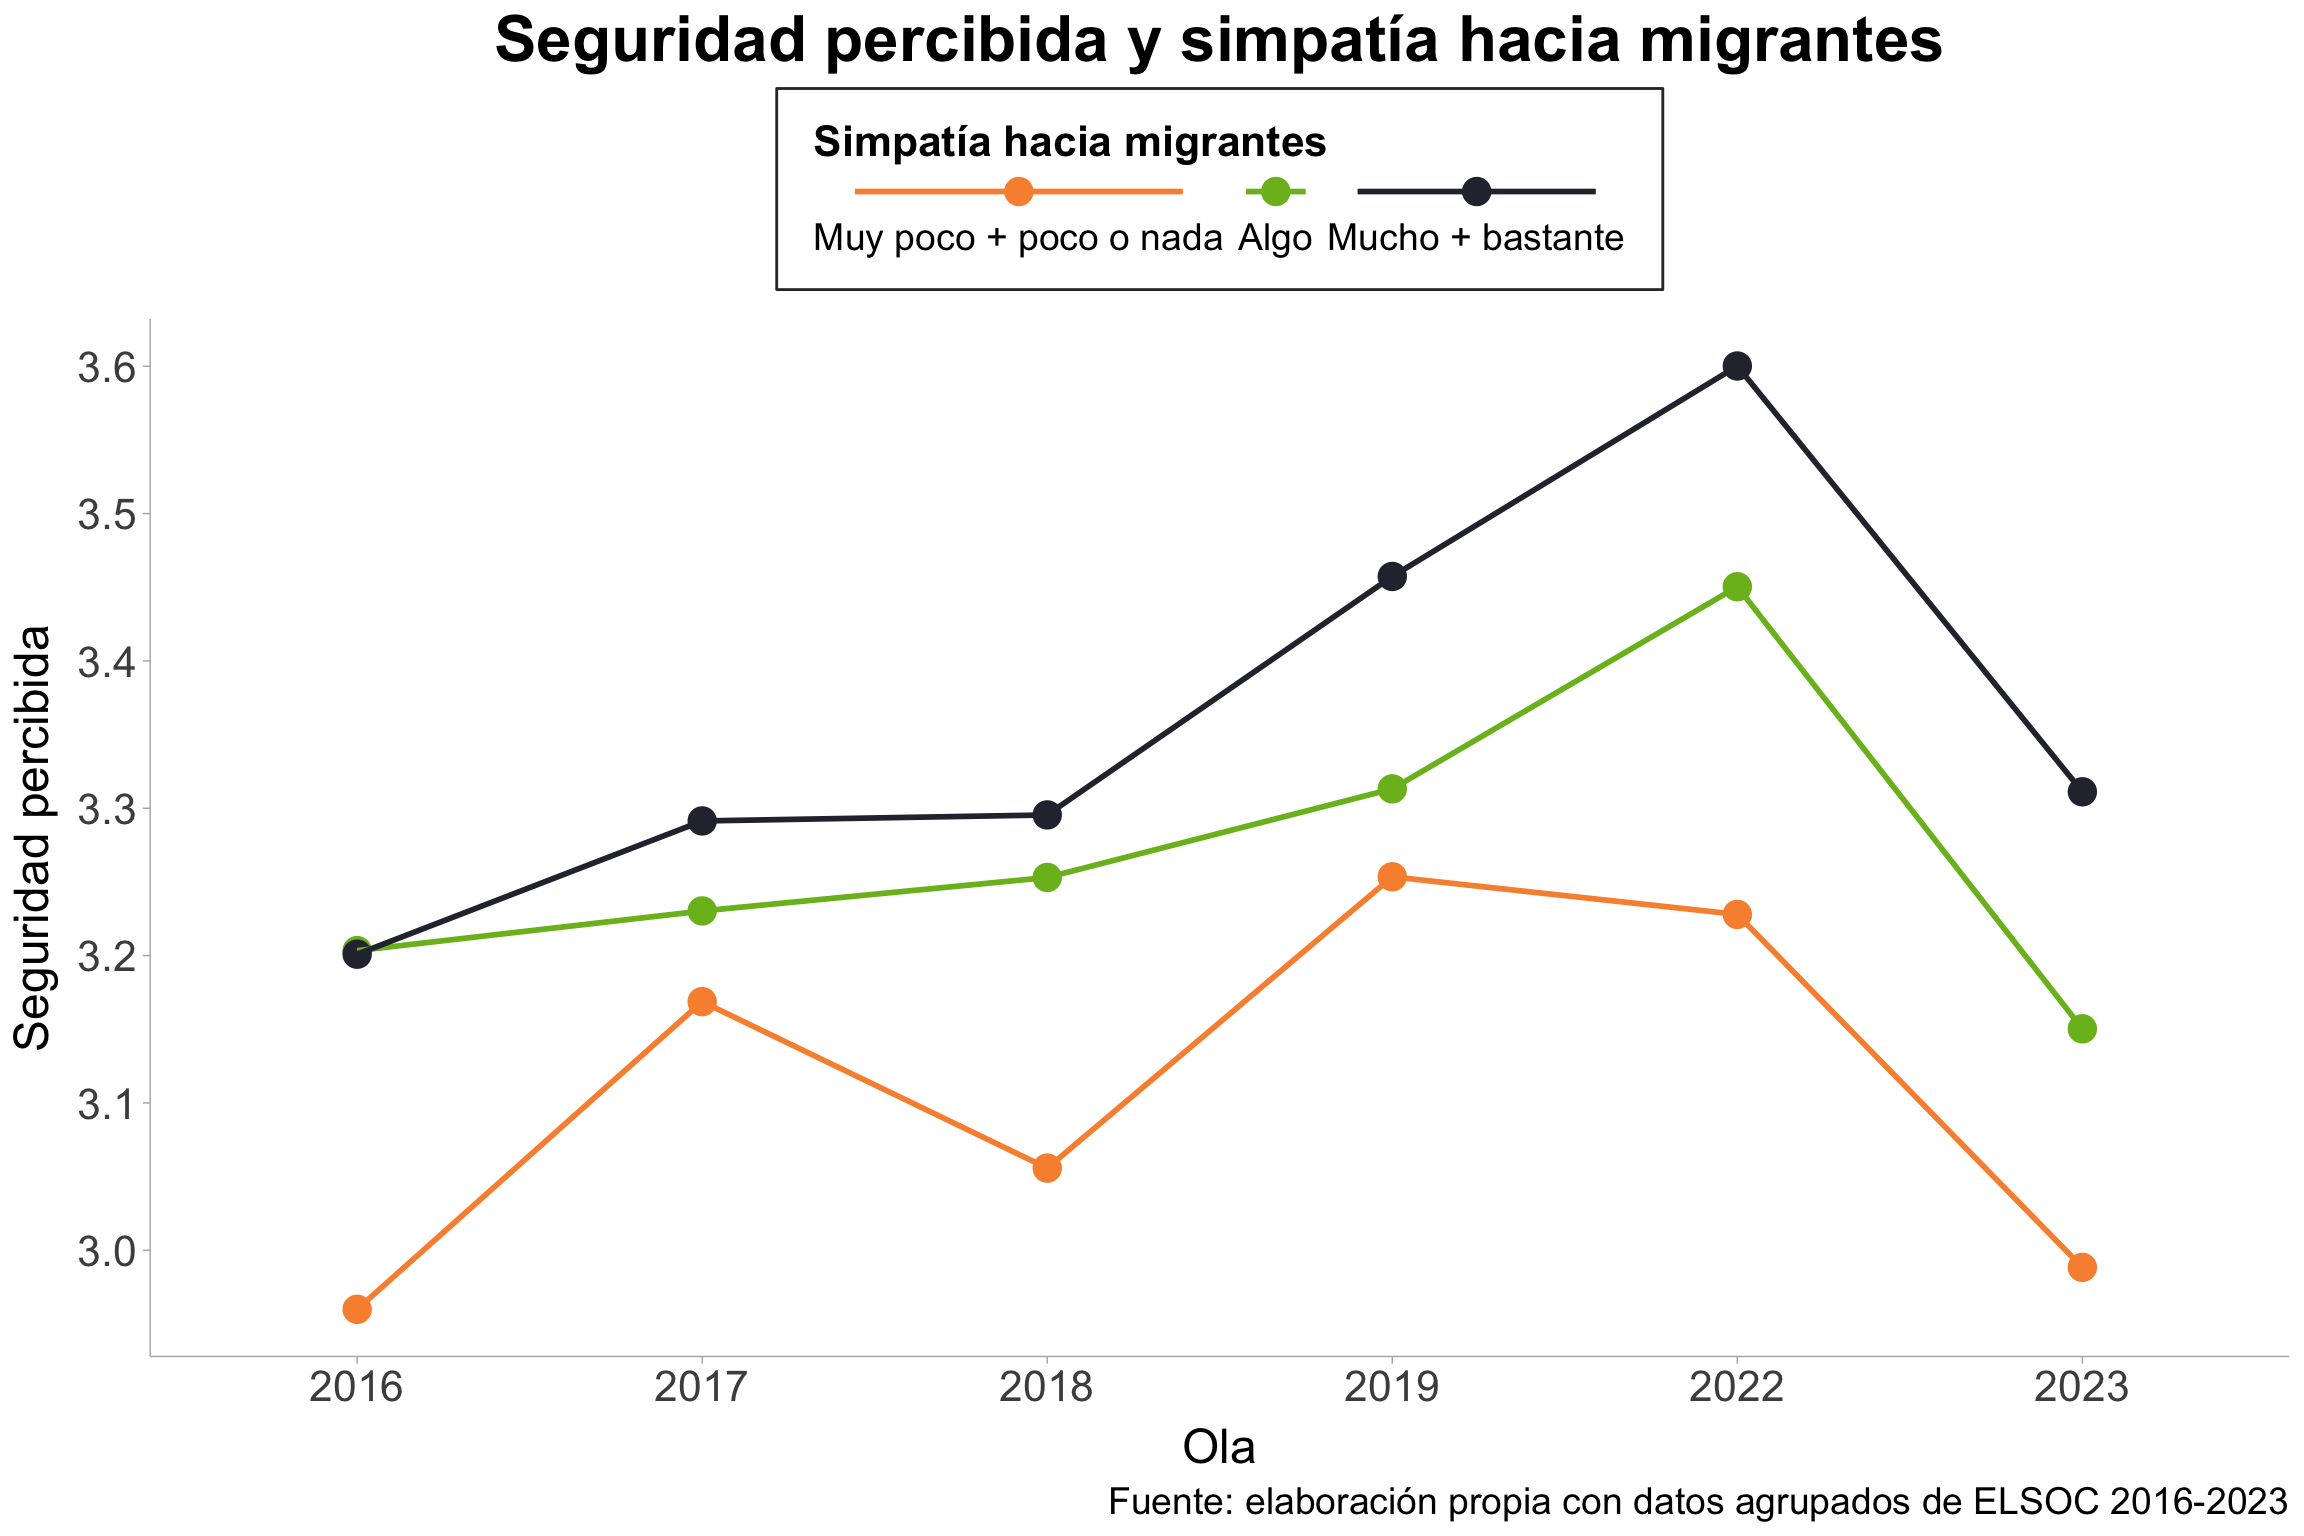 Seguridad percibida y simpatía hacia migrantes
Simpatía hacia migrantes
Muy poco + poco o nada Algo Mucho + bastante
3.6
3.5
3.4
3.3
3.2
3.1
3.0
Seguridad percibida
2016 2017 2018 2019 2022 2023
Ola
Fuente: elaboración propia con datos agrupados de ELSOC 2016-2023